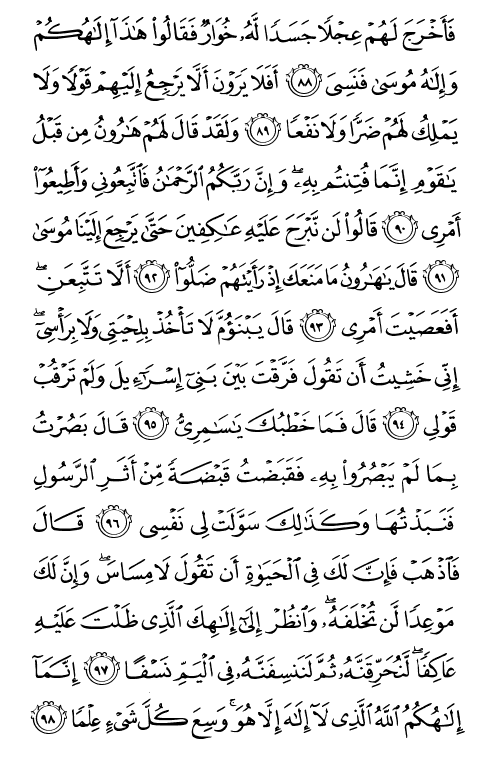 فَأَخْرَجَ لَهُمْ عِجْلًا جَسَدًا لَّهُۥ خُوَارٌ فَقَالُوا۟ هَـٰذَآ إِلَـٰهُكُمْ
وَإِلَـٰهُ مُوسَىٰ فَنَسِىَ ٨٨ أَفَلَا يَرَوْنَ أَلَّا يَرْجِعُ إِلَيْهِمْ قَوْلًا وَلَا
يَمْلِكُ لَهُمْ ضَرًّا وَلَا نَفْعًا ٨٩ وَلَقَدْ قَالَ لَهُمْ هَـٰرُونُ مِن قَبْلُ
يَـٰقَوْمِ إِنَّمَا فُتِنتُم بِهِۦ ۖ وَإِنَّ رَبَّكُمُ ٱلرَّحْمَـٰنُ فَٱتَّبِعُونِى وَأَطِيعُوٓا۟
أَمْرِى ٩٠ قَالُوا۟ لَن نَّبْرَحَ عَلَيْهِ عَـٰكِفِينَ حَتَّىٰ يَرْجِعَ إِلَيْنَا مُوسَىٰ
٩١ قَالَ يَـٰهَـٰرُونُ مَا مَنَعَكَ إِذْ رَأَيْتَهُمْ ضَلُّوٓا۟ ٩٢ أَلَّا تَتَّبِعَنِ ۖ
أَفَعَصَيْتَ أَمْرِى ٩٣ قَالَ يَبْنَؤُمَّ لَا تَأْخُذْ بِلِحْيَتِى وَلَا بِرَأْسِىٓ ۖ
إِنِّى خَشِيتُ أَن تَقُولَ فَرَّقْتَ بَيْنَ بَنِىٓ إِسْرَٰٓءِيلَ وَلَمْ تَرْقُبْ
قَوْلِى ٩٤ قَالَ فَمَا خَطْبُكَ يَـٰسَـٰمِرِىُّ ٩٥ قَالَ بَصُرْتُ
بِمَا لَمْ يَبْصُرُوا۟ بِهِۦ فَقَبَضْتُ قَبْضَةً مِّنْ أَثَرِ ٱلرَّسُولِ
فَنَبَذْتُهَا وَكَذَٰلِكَ سَوَّلَتْ لِى نَفْسِى ٩٦ قَالَ
فَٱذْهَبْ فَإِنَّ لَكَ فِى ٱلْحَيَوٰةِ أَن تَقُولَ لَا مِسَاسَ ۖ وَإِنَّ لَكَ
مَوْعِدًا لَّن تُخْلَفَهُۥ ۖ وَٱنظُرْ إِلَىٰٓ إِلَـٰهِكَ ٱلَّذِى ظَلْتَ عَلَيْهِ
عَاكِفًا ۖ لَّنُحَرِّقَنَّهُۥ ثُمَّ لَنَنسِفَنَّهُۥ فِى ٱلْيَمِّ نَسْفًا ٩٧ إِنَّمَآ
إِلَـٰهُكُمُ ٱللَّهُ ٱلَّذِى لَآ إِلَـٰهَ إِلَّا هُوَ ۚ وَسِعَ كُلَّ شَىْءٍ عِلْمًا ٩٨